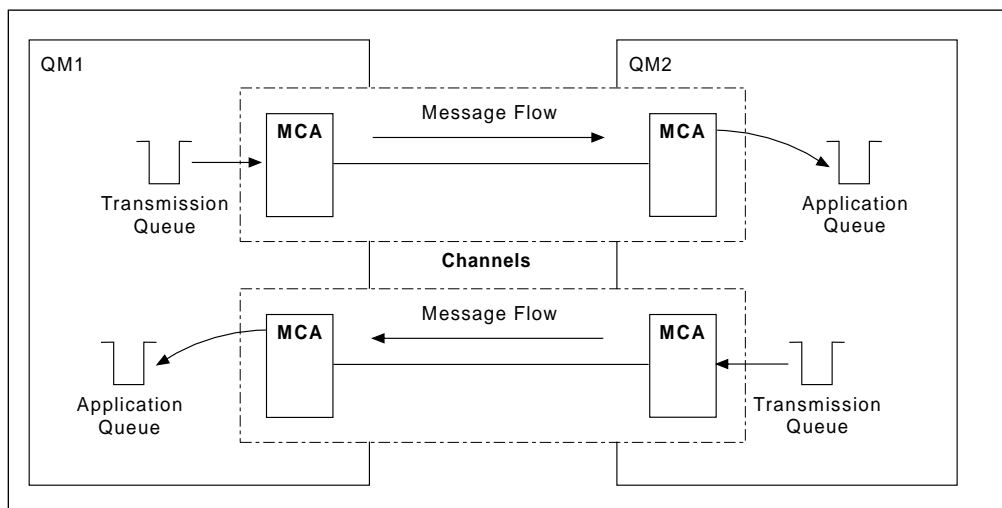 QM1
QM2
Message Flow
MCA
MCA
Transmission
Queue
Application
Queue
Channels
Message Flow
MCA
MCA
Application
Queue
Transmission
Queue